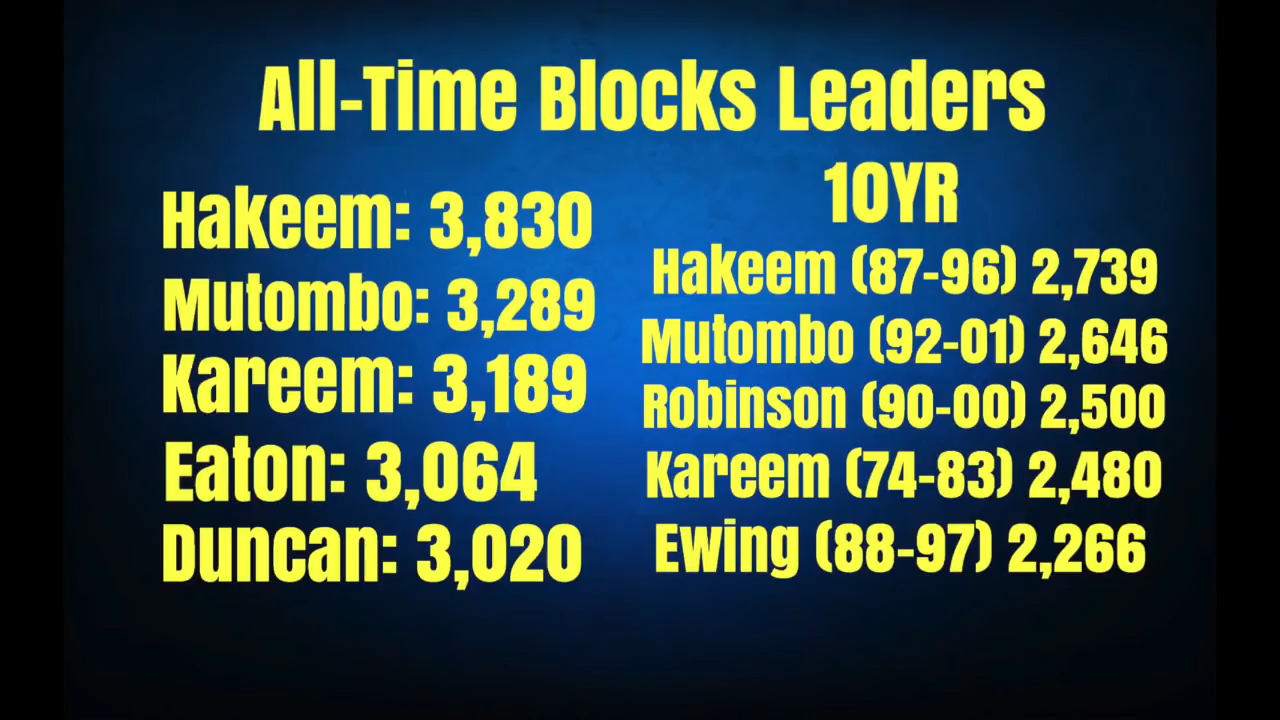 All-Time Blocks Leaders
Hakeem: 3,830
Mutombo: 3,289
Kareem: 3,189
Eaton: 3,064
Duncan: 3,020
10YR
Hakeem (87-96) 2,739
Mutombo (92-01) 2,646
Robinson (90-00) 2,500
Kareem (74-83) 2,480
Ewing (88-97) 2,266